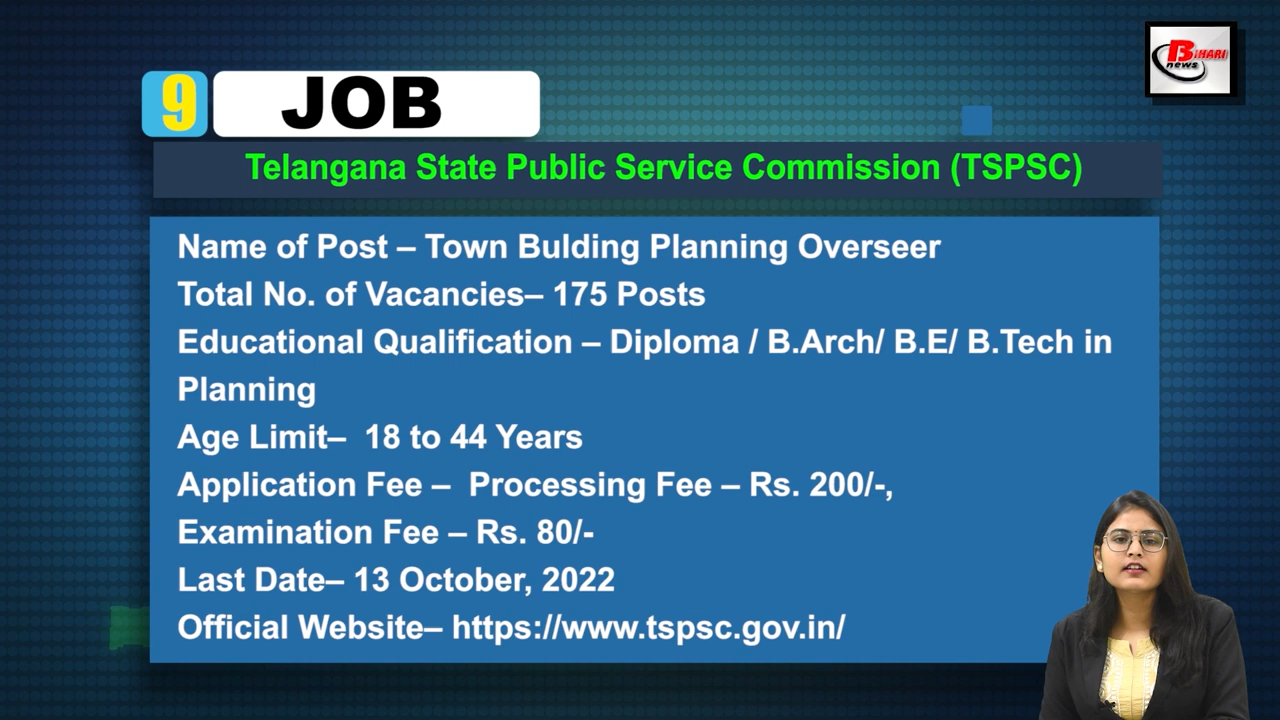 BIHARI
news
9 JOB
Telangana State Public Service Commission (TSPSC)
Name of Post – Town Bulding Planning Overseer
Total No. of Vacancies– 175 Posts
Educational Qualification – Diploma / B.Arch/ B.E/ B.Tech in
Planning
Age Limit– 18 to 44 Years
Application Fee – Processing Fee – Rs. 200/-,
Examination Fee – Rs. 80/-
Last Date– 13 October, 2022
Official Website– https://www.tspsc.gov.in/